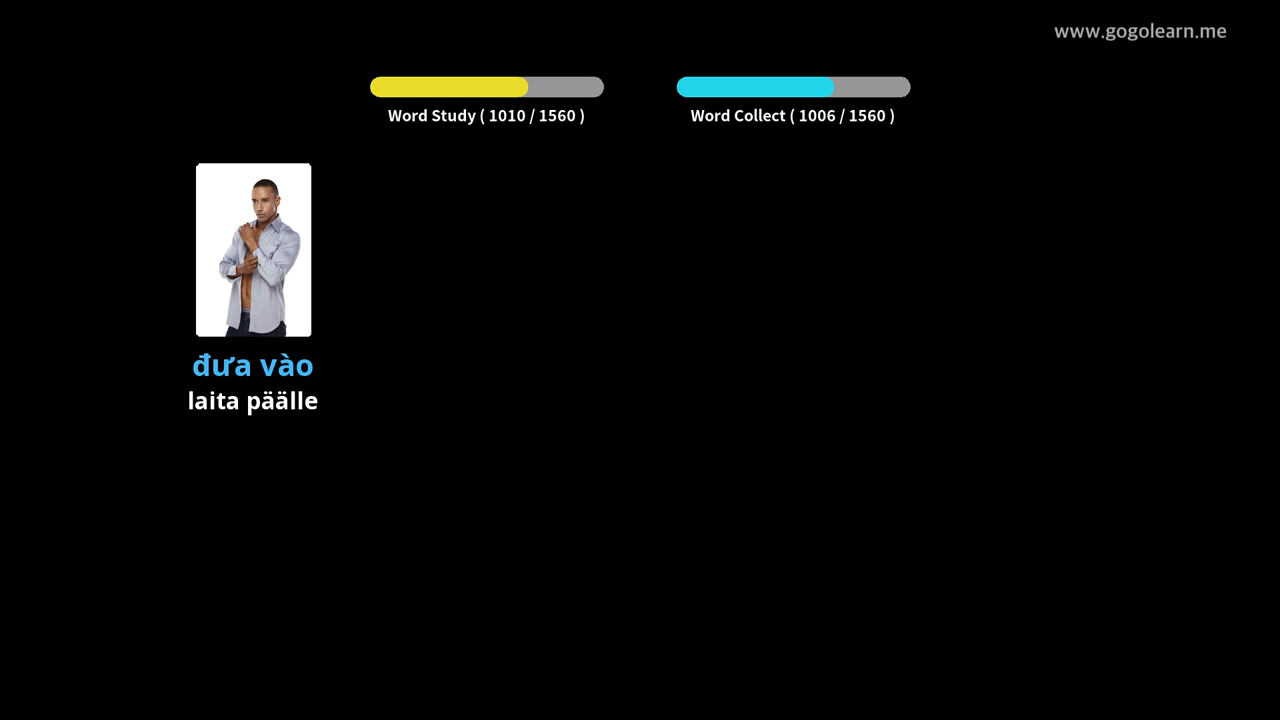 www.gogolearn.me
Word Study ( 1010 / 1560 )
Word Collect ( 1006 / 1560 )
đưa vào
laita päälle